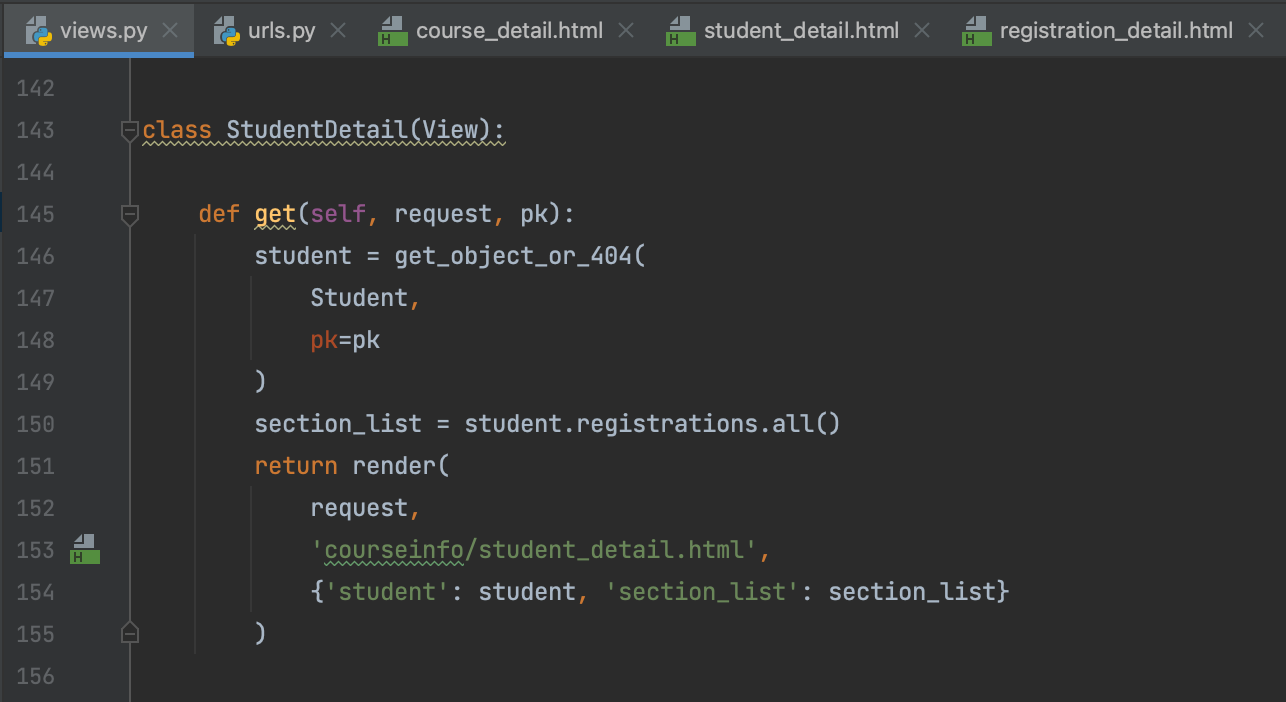 views.py urls.py course_detail.html student_detail.html registration_detail.html
142
143 class StudentDetail(View):
144
145     def get(self, request, pk):
146         student = get_object_or_404(
147             Student,
148             pk=pk
149         )
150         section_list = student.registrations.all()
151         return render(
152             request,
153 H             'courseinfo/student_detail.html',
154             {'student': student, 'section_list': section_list}
155         )
156